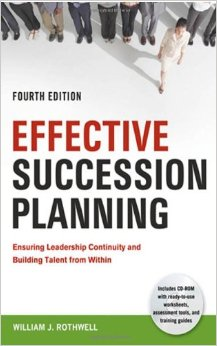 FOURTH EDITION
EFFECTIVE
SUCCESSION
PLANNING
Ensuring Leadership Continuity and
Building Talent from Within
Includes CD-ROM
with ready-to-use
worksheets,
assessment tools, and
training guides
WILLIAM J. ROTHWELL